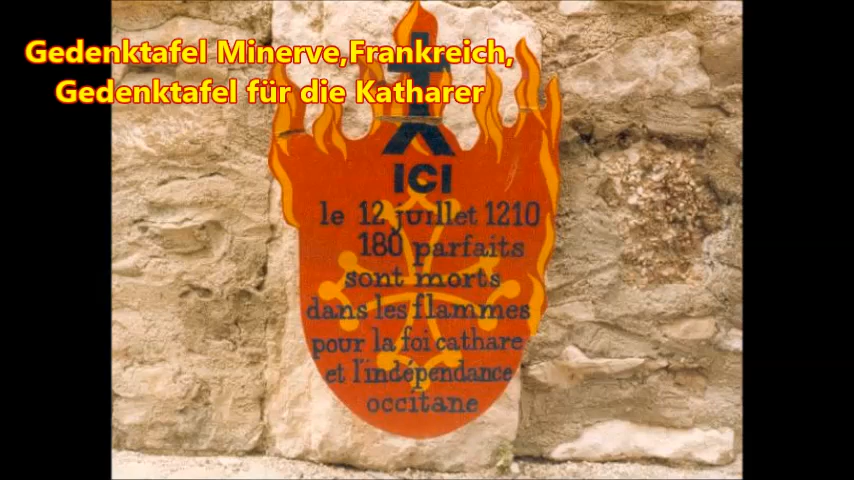 Gedenktafel Minerve,Frankreich,
Gedenktafel für die Katharer
ICI
le 12 juillet 1210
180 parfaits
sont morts
dans les flammes
pour la foi cathare
et l'indépendance
occitane